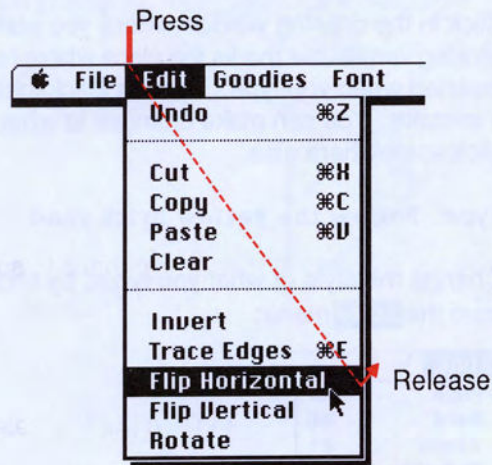 Press
File Edit Goodies Font
Undo ⌘Z
Cut ⌘X
Copy ⌘C
Paste ⌘V
Clear
Invert
Trace Edges ⌘E
Flip Horizontal
Release
Flip Vertical
Rotate